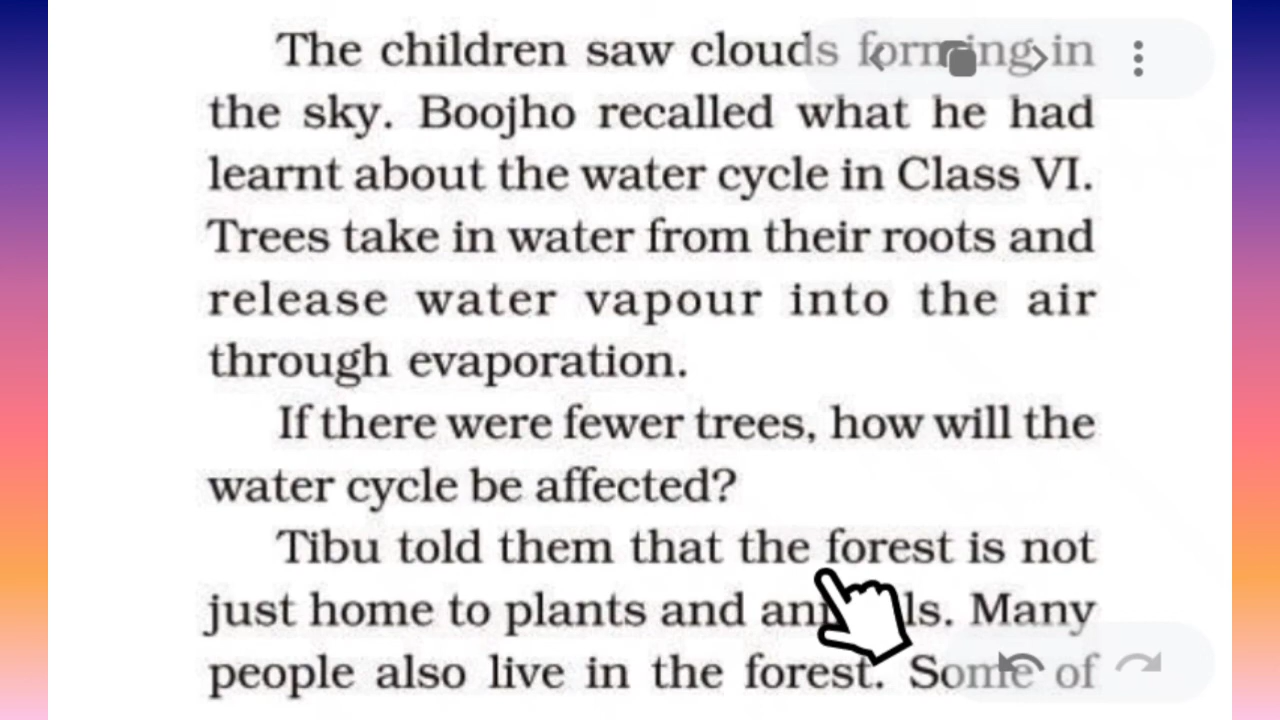 The children saw clouds forming in
the sky. Boojho recalled what he had
learnt about the water cycle in Class VI.
Trees take in water from their roots and
release water vapour into the air
through evaporation.
If there were fewer trees, how will the
water cycle be affected?
Tibu told them that the forest is not
just home to plants and animals. Many
people also live in the forest. Some of